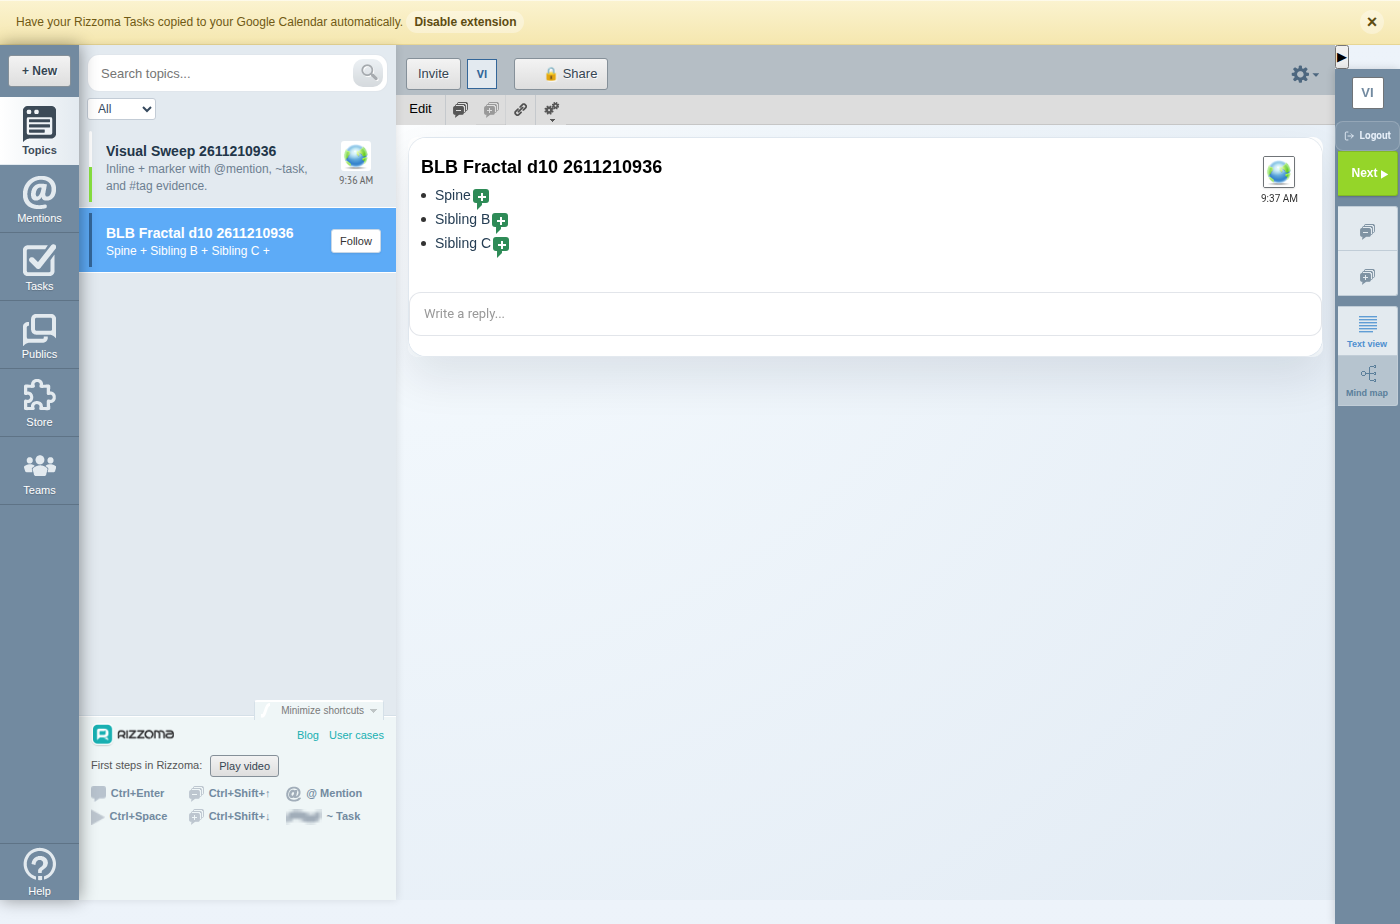 Have your Rizzoma Tasks copied to your Google Calendar automatically. Disable extension
+ New
Topics
Mentions
Tasks
Publics
Store
Teams
Help
Search topics...
All
Visual Sweep 2611210936
Inline + marker with @mention, ~task,
and #tag evidence.
9:36 AM
BLB Fractal d10 2611210936
Spine + Sibling B + Sibling C +
Follow
Minimize shortcuts
RIZZOMA
Blog User cases
First steps in Rizzoma: Play video
Ctrl+Enter Ctrl+Shift+↑ @ Mention
Ctrl+Space Ctrl+Shift+↓ ~ Task
Invite VI Share
Edit
BLB Fractal d10 2611210936
Spine
Sibling B
Sibling C
9:37 AM
Write a reply...
VI
Logout
Next
Text view
Mind map